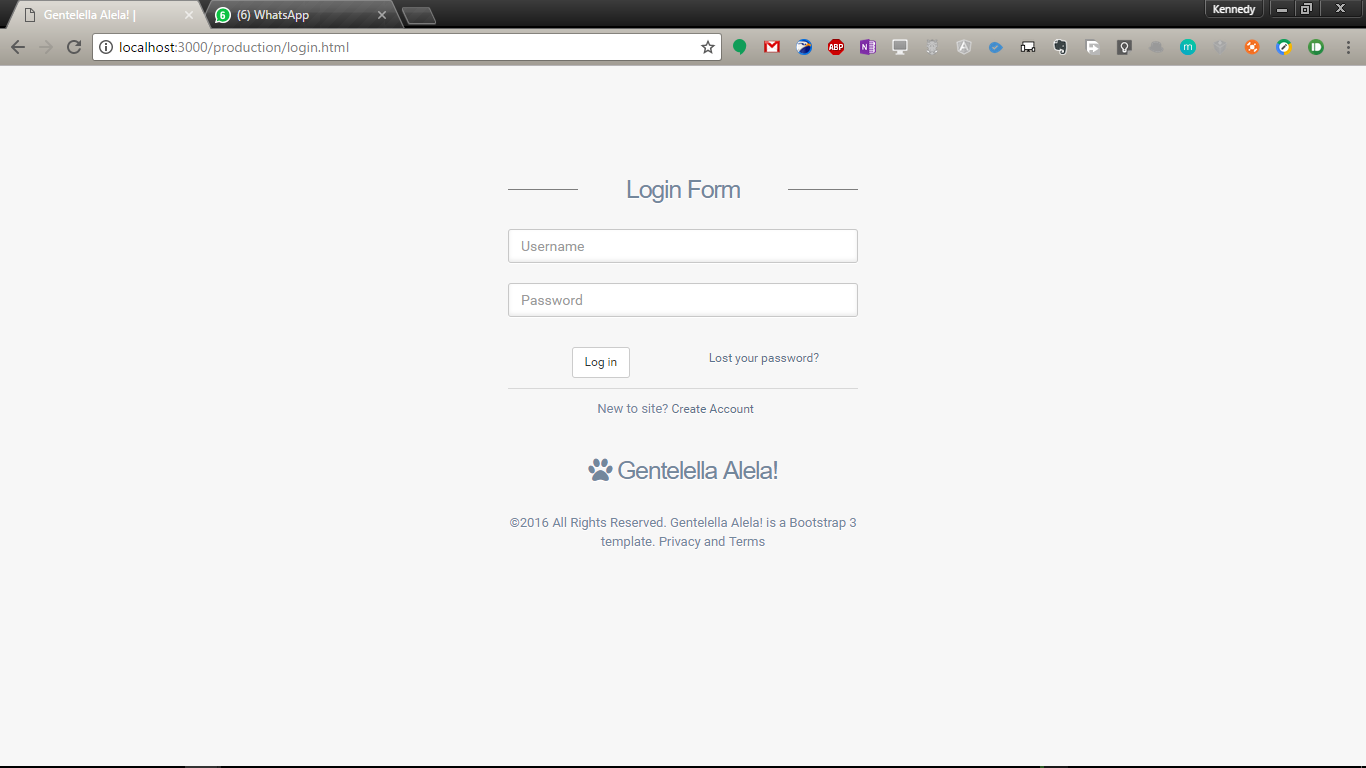 Gentelella Alela! |
(6) WhatsApp
Kennedy
localhost:3000/production/login.html
Login Form
Username
Password
Log in
Lost your password?
New to site? Create Account
Gentelella Alela!
©2016 All Rights Reserved. Gentelella Alela! is a Bootstrap 3
template. Privacy and Terms
6
ABP
N
m